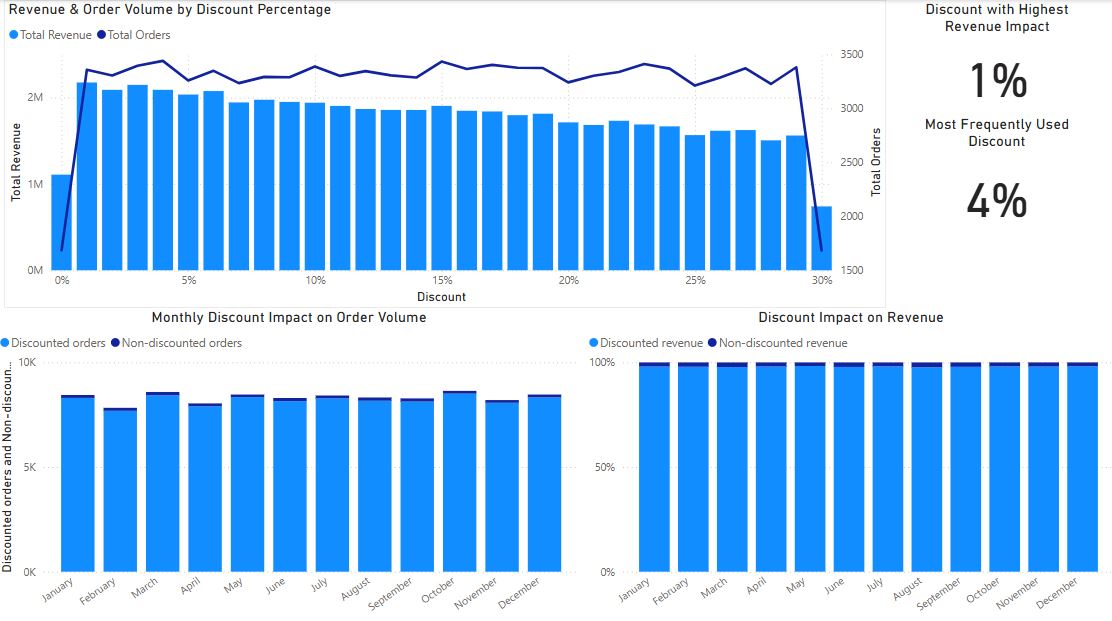 Revenue & Order Volume by Discount Percentage
Total Revenue Total Orders
Total Revenue
2M
1M
0M
3500
3000
2500
2000
1500
Total Orders
0% 5% 10% 15% 20% 25% 30%
Discount
Discount with Highest
Revenue Impact
1%
Most Frequently Used
Discount
4%
Monthly Discount Impact on Order Volume
Discounted orders Non-discounted orders
Discounted orders and Non-discoun...
10K
5K
0K
January February March April May June July August September October November December
Discount Impact on Revenue
Discounted revenue Non-discounted revenue
100%
50%
0%
January February March April May June July August September October November December